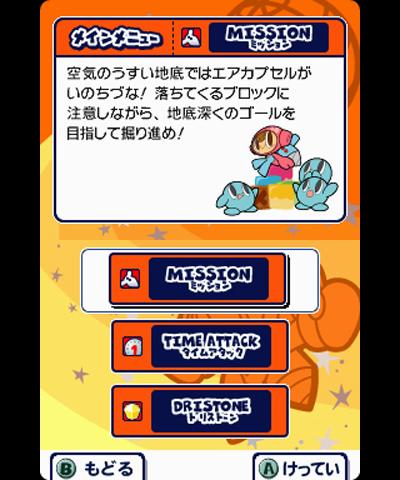 メインメニュー
MISSION
ミッション
空気のうすい地底ではエアカプセルが
いのちづな! 落ちてくるブロックに
注意しながら、地底深くのゴールを
目指して掘り進め!
MISSION
ミッション
TIME ATTACK
タイムアタック
DRISTONE
ドリストーン
B もどる
A けってい